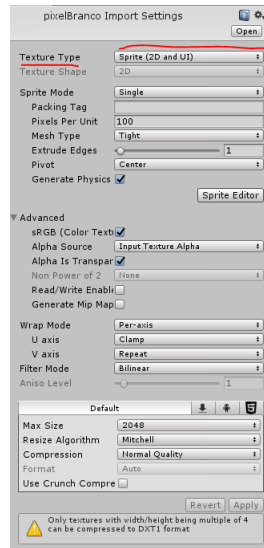 pixelBranco Import Settings
Open
Texture Type Sprite (2D and UI)
Texture Shape 2D
Sprite Mode Single
Packing Tag
Pixels Per Unit 100
Mesh Type Tight
Extrude Edges 1
Pivot Center
Generate Physics
Sprite Editor
Advanced
sRGB (Color Text
Alpha Source Input Texture Alpha
Alpha Is Transpar
Non Power of 2 None
Read/Write Enabl
Generate Mip Map
Wrap Mode Per-axis
U axis Clamp
V axis Repeat
Filter Mode Bilinear
Aniso Level 1
Default
Max Size 2048
Resize Algorithm Mitchell
Compression Normal Quality
Format Auto
Use Crunch Compre
Revert Apply
Only textures with width/height being multiple of 4
can be compressed to DXT1 format